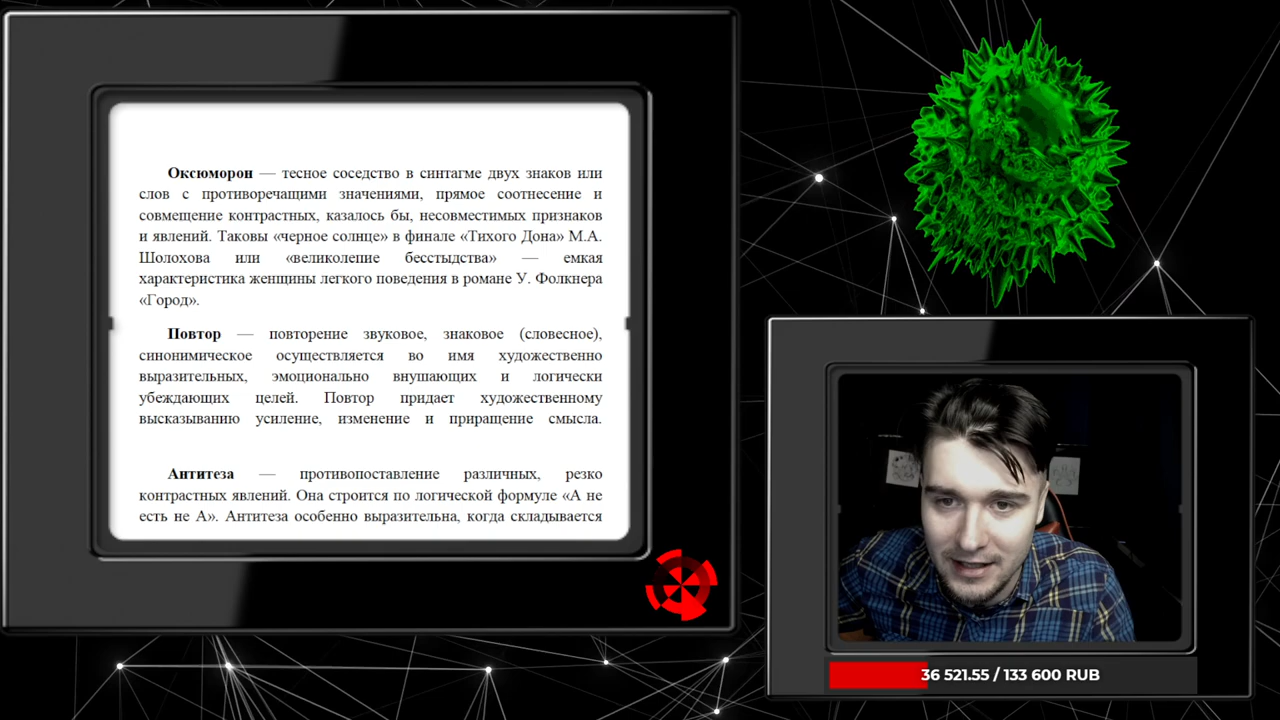 Оксюморон — тесное соседство в синтагме двух знаков или
слов с противоречащими значениями, прямое соотнесение и
совмещение контрастных, казалось бы, несовместимых признаков
и явлений. Таковы «черное солнце» в финале «Тихого Дона» М.А.
Шолохова или «великолепие бесстыдства» — емкая
характеристика женщины легкого поведения в романе У. Фолкнера
«Город».
Повтор — повторение звуковое, знаковое (словесное),
синонимическое осуществляется во имя художественно
выразительных, эмоционально внушающих и логически
убеждающих целей. Повтор придает художественному
высказыванию усиление, изменение и приращение смысла.
Антитеза — противопоставление различных, резко
контрастных явлений. Она строится по логической формуле «А не
есть не А». Антитеза особенно выразительна, когда складывается
36 521.55 / 133 600 RUB